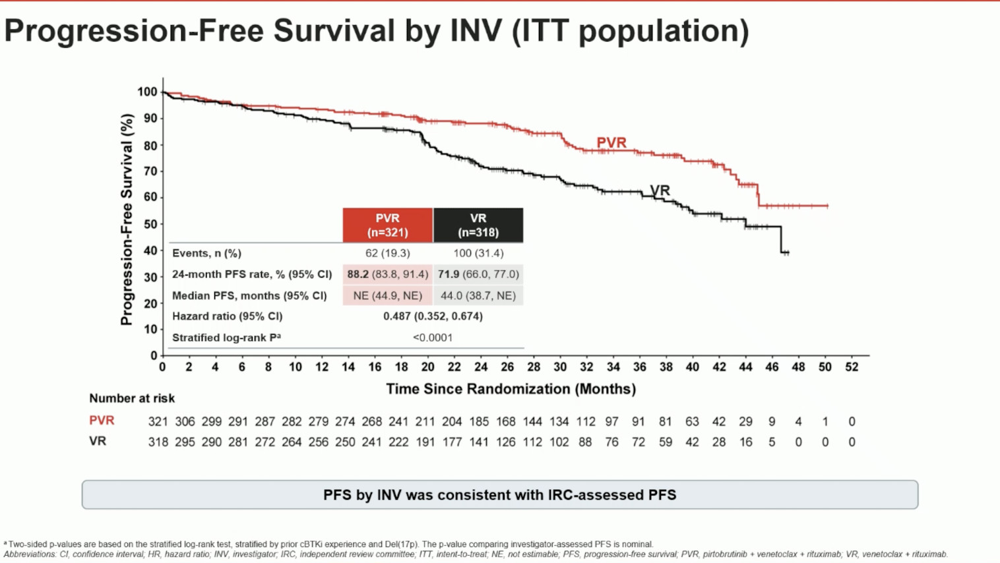 Progression-Free Survival by INV (ITT population)
Progression-Free Survival (%)
100
90
80
70
60
50
40
30
20
10
0
PVR
VR
PVR (n=321) VR (n=318)
Events, n (%) 62 (19.3) 100 (31.4)
24-month PFS rate, % (95% CI) 88.2 (83.8, 91.4) 71.9 (66.0, 77.0)
Median PFS, months (95% CI) NE (44.9, NE) 44.0 (38.7, NE)
Hazard ratio (95% CI) 0.487 (0.352, 0.674)
Stratified log-rank Pᵃ <0.0001
0 2 4 6 8 10 12 14 16 18 20 22 24 26 28 30 32 34 36 38 40 42 44 46 48 50 52
Time Since Randomization (Months)
Number at risk
PVR 321 306 299 291 287 282 279 274 268 241 211 204 185 168 144 134 112 97 91 81 63 42 29 9 4 1 0
VR 318 295 290 281 272 264 256 250 241 222 191 177 141 126 112 102 88 76 72 59 42 28 16 5 0 0 0
PFS by INV was consistent with IRC-assessed PFS
ᵃ Two-sided p-values are based on the stratified log-rank test, stratified by prior cBTKi experience and Del(17p). The p-value comparing investigator-assessed PFS is nominal.
Abbreviations: CI, confidence interval; HR, hazard ratio; INV, investigator; IRC, independent review committee; ITT, intent-to-treat; NE, not estimable; PFS, progression-free survival; PVR, pirtobrutinib + venetoclax + rituximab; VR, venetoclax + rituximab.